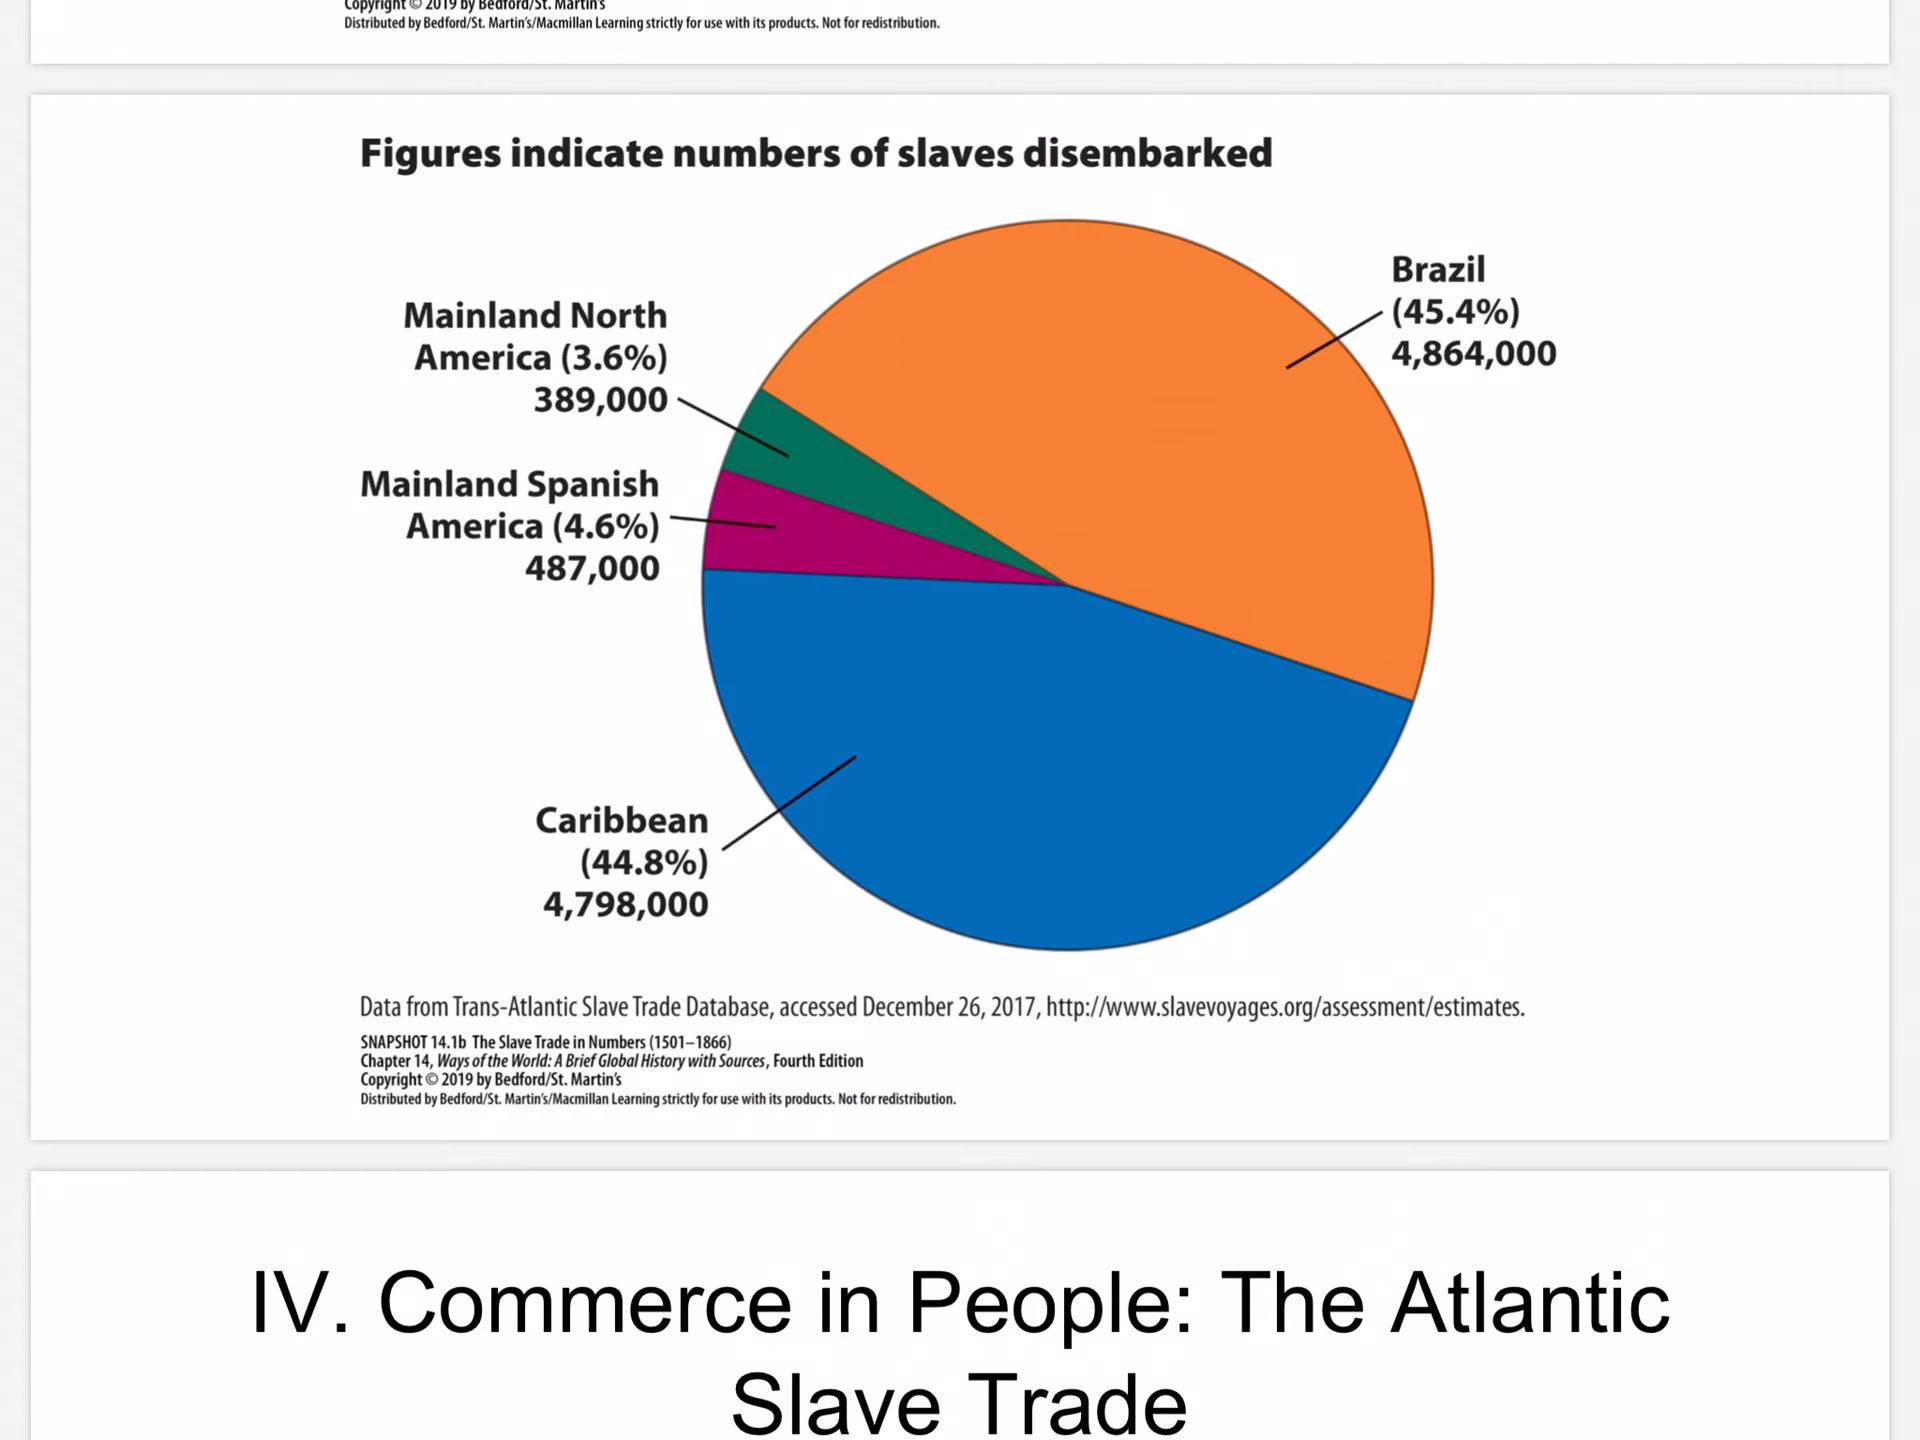 Copyright © 2019 by Bedford/St. Martin's
Distributed by Bedford/St. Martin's/Macmillan Learning strictly for use with its products. Not for redistribution.
Figures indicate numbers of slaves disembarked
Brazil
(45.4%)
4,864,000
Mainland North
America (3.6%)
389,000
Mainland Spanish
America (4.6%)
487,000
Caribbean
(44.8%)
4,798,000
Data from Trans-Atlantic Slave Trade Database, accessed December 26, 2017, http://www.slavevoyages.org/assessment/estimates.
SNAPSHOT 14.1b The Slave Trade in Numbers (1501–1866)
Chapter 14, Ways of the World: A Brief Global History with Sources, Fourth Edition
Copyright © 2019 by Bedford/St. Martin's
Distributed by Bedford/St. Martin's/Macmillan Learning strictly for use with its products. Not for redistribution.
IV. Commerce in People: The Atlantic
Slave Trade